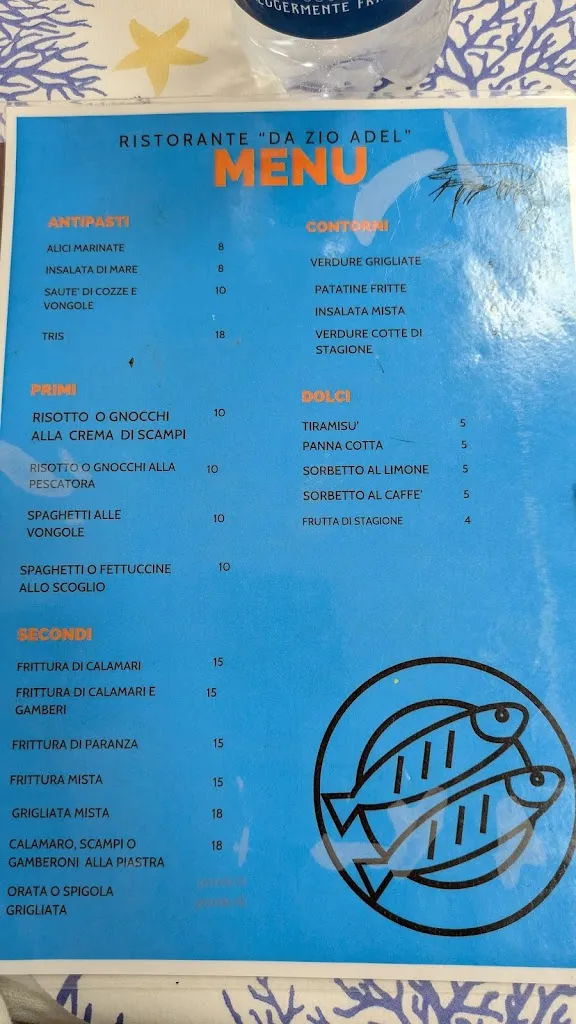 LEGGERMENTE
RISTORANTE "DA ZIO ADEL"
MENU
ANTIPASTI
ALICI MARINATE 8
INSALATA DI MARE 8
SAUTE' DI COZZE E 10
VONGOLE
TRIS 18
PRIMI
RISOTTO O GNOCCHI 10
ALLA CREMA DI SCAMPI
RISOTTO O GNOCCHI ALLA 10
PESCATORA
SPAGHETTI ALLE 10
VONGOLE
SPAGHETTI O FETTUCCINE 10
ALLO SCOGLIO
SECONDI
FRITTURA DI CALAMARI 15
FRITTURA DI CALAMARI E 15
GAMBERI
FRITTURA DI PARANZA 15
FRITTURA MISTA 15
GRIGLIATA MISTA 18
CALAMARO, SCAMPI O 18
GAMBERONI ALLA PIASTRA
ORATA O SPIGOLA
GRIGLIATA
CONTORNI
VERDURE GRIGLIATE
PATATINE FRITTE
INSALATA MISTA
VERDURE COTTE DI
STAGIONE
DOLCI
TIRAMISU' 5
PANNA COTTA 5
SORBETTO AL LIMONE 5
SORBETTO AL CAFFE' 5
FRUTTA DI STAGIONE 4